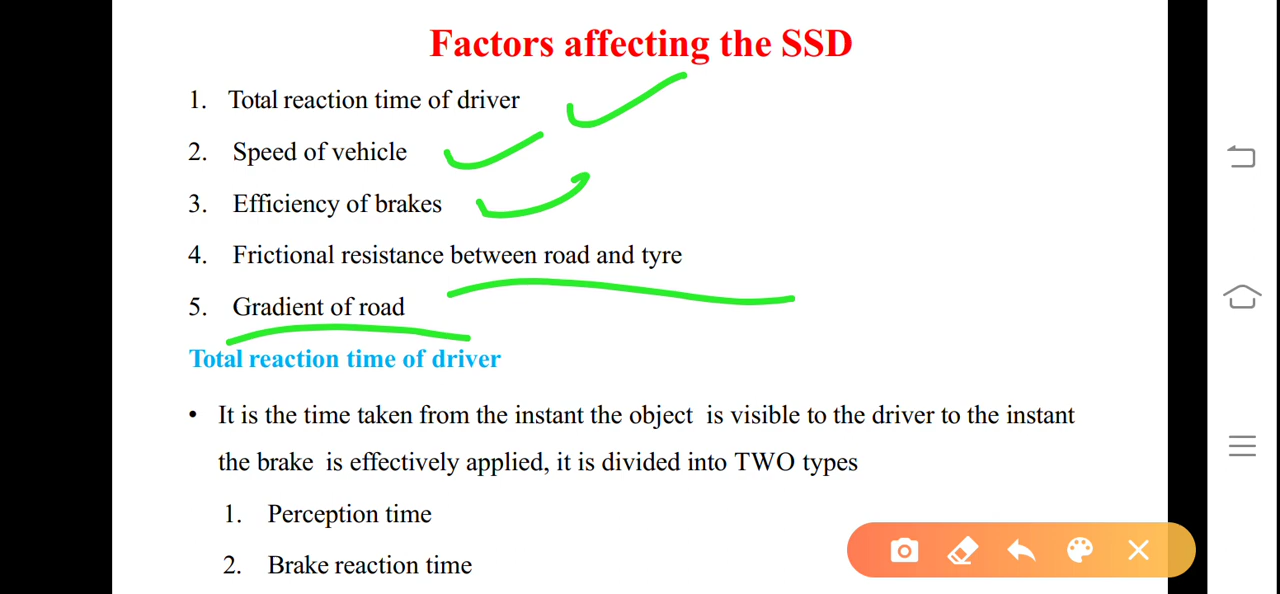 Factors affecting the SSD
1. Total reaction time of driver
2. Speed of vehicle
3. Efficiency of brakes
4. Frictional resistance between road and tyre
5. Gradient of road
Total reaction time of driver
• It is the time taken from the instant the object is visible to the driver to the instant
the brake is effectively applied, it is divided into TWO types
1. Perception time
2. Brake reaction time